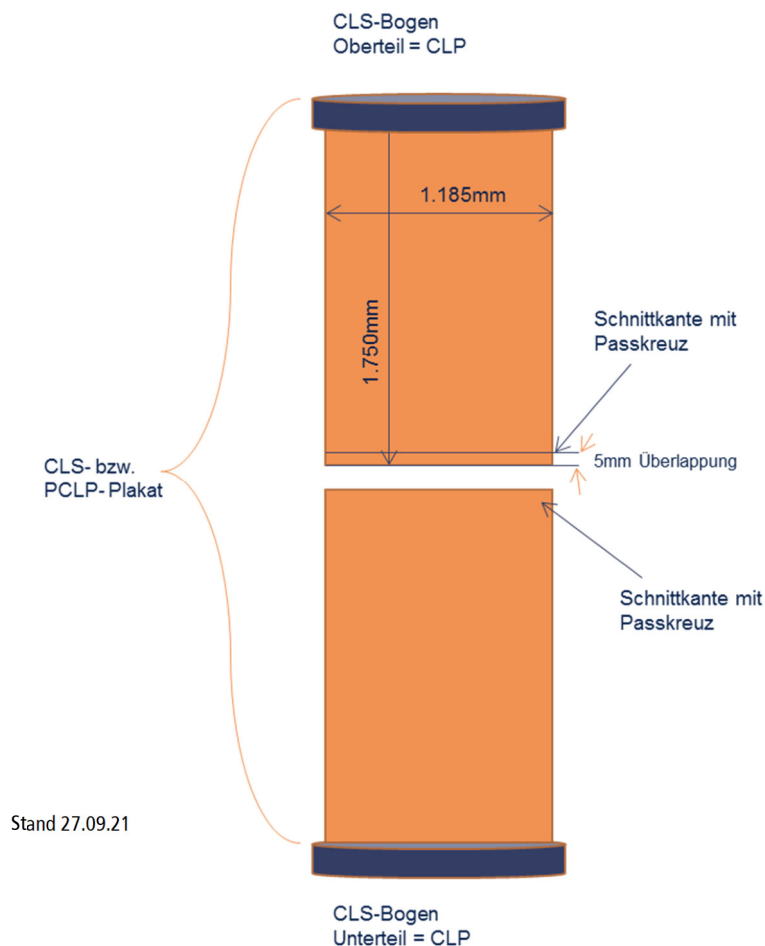 CLS-Bogen
Oberteil = CLP
1.185mm
1.750mm
Schnittkante mit
Passkreuz
5mm Überlappung
CLS- bzw.
PCLP- Plakat
Schnittkante mit
Passkreuz
Stand 27.09.21
CLS-Bogen
Unterteil = CLP